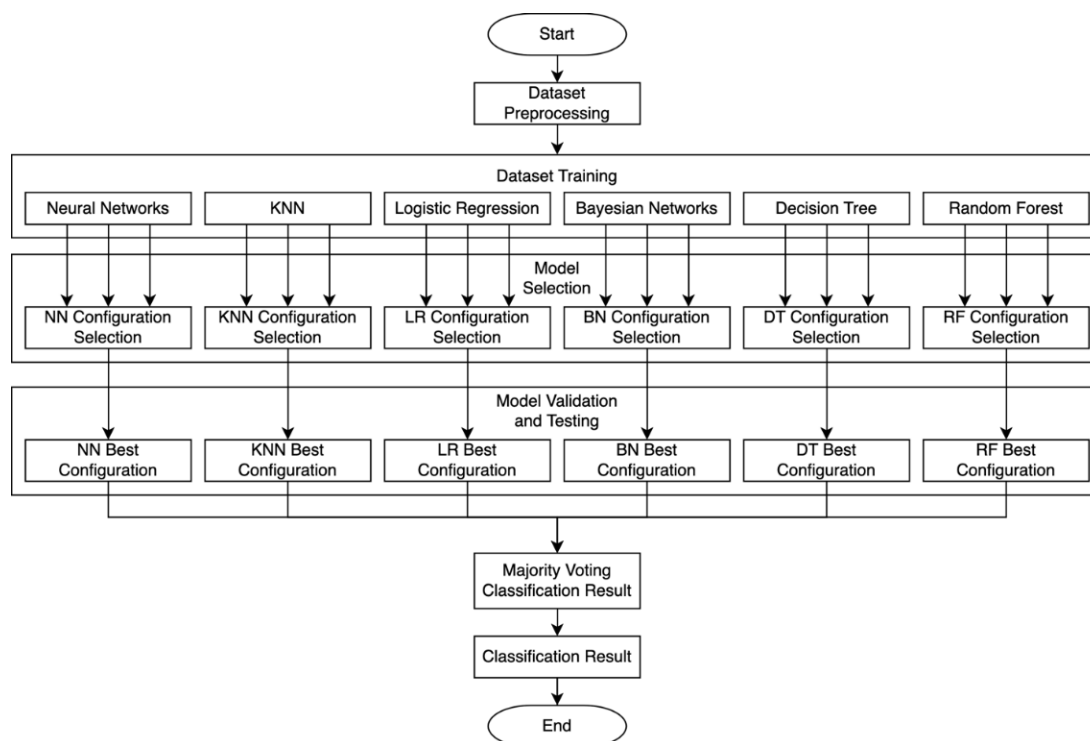 Start
Dataset
Preprocessing
Dataset Training
Neural Networks
KNN
Logistic Regression
Bayesian Networks
Decision Tree
Random Forest
Model
Selection
NN Configuration
Selection
KNN Configuration
Selection
LR Configuration
Selection
BN Configuration
Selection
DT Configuration
Selection
RF Configuration
Selection
Model Validation
and Testing
NN Best
Configuration
KNN Best
Configuration
LR Best
Configuration
BN Best
Configuration
DT Best
Configuration
RF Best
Configuration
Majority Voting
Classification Result
Classification Result
End